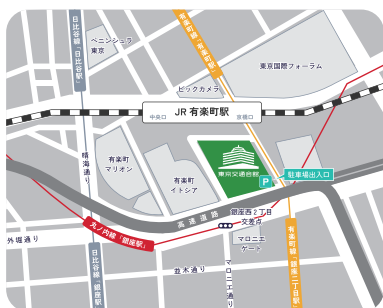 日比谷線「日比谷駅」
有楽町線「有楽町駅」
ペニンシュラ
東京
東京国際フォーラム
ビックカメラ
JR 有楽町駅
中央口
京橋口
晴海通り
有楽町
マリオン
有楽町
イトシア
東京交通会館
P
駐車場出入口
高速道路
銀座西2丁目
交差点
丸ノ内線「銀座駅」
マロニエ
ゲート
外堀通り
日比谷線「銀座駅」
並木通り
マロニエ通り
有楽町線「銀座二丁目駅」